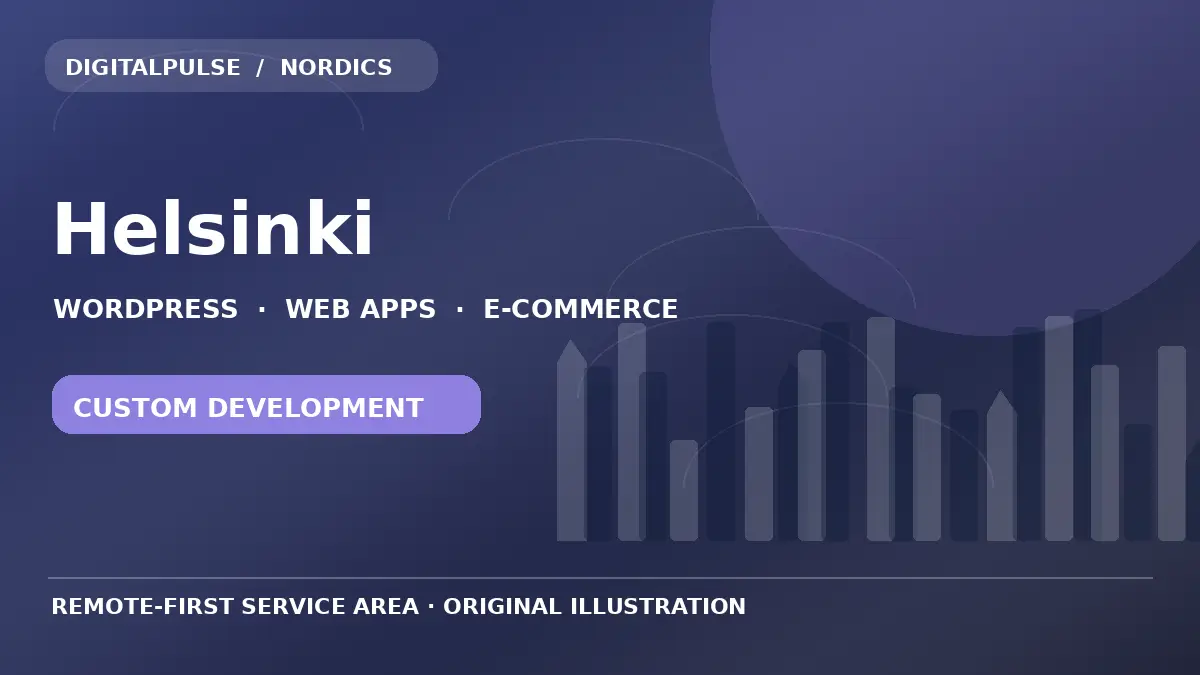 DIGITALPULSE / NORDICS
Helsinki
WORDPRESS · WEB APPS · E-COMMERCE
CUSTOM DEVELOPMENT
REMOTE-FIRST SERVICE AREA · ORIGINAL ILLUSTRATION